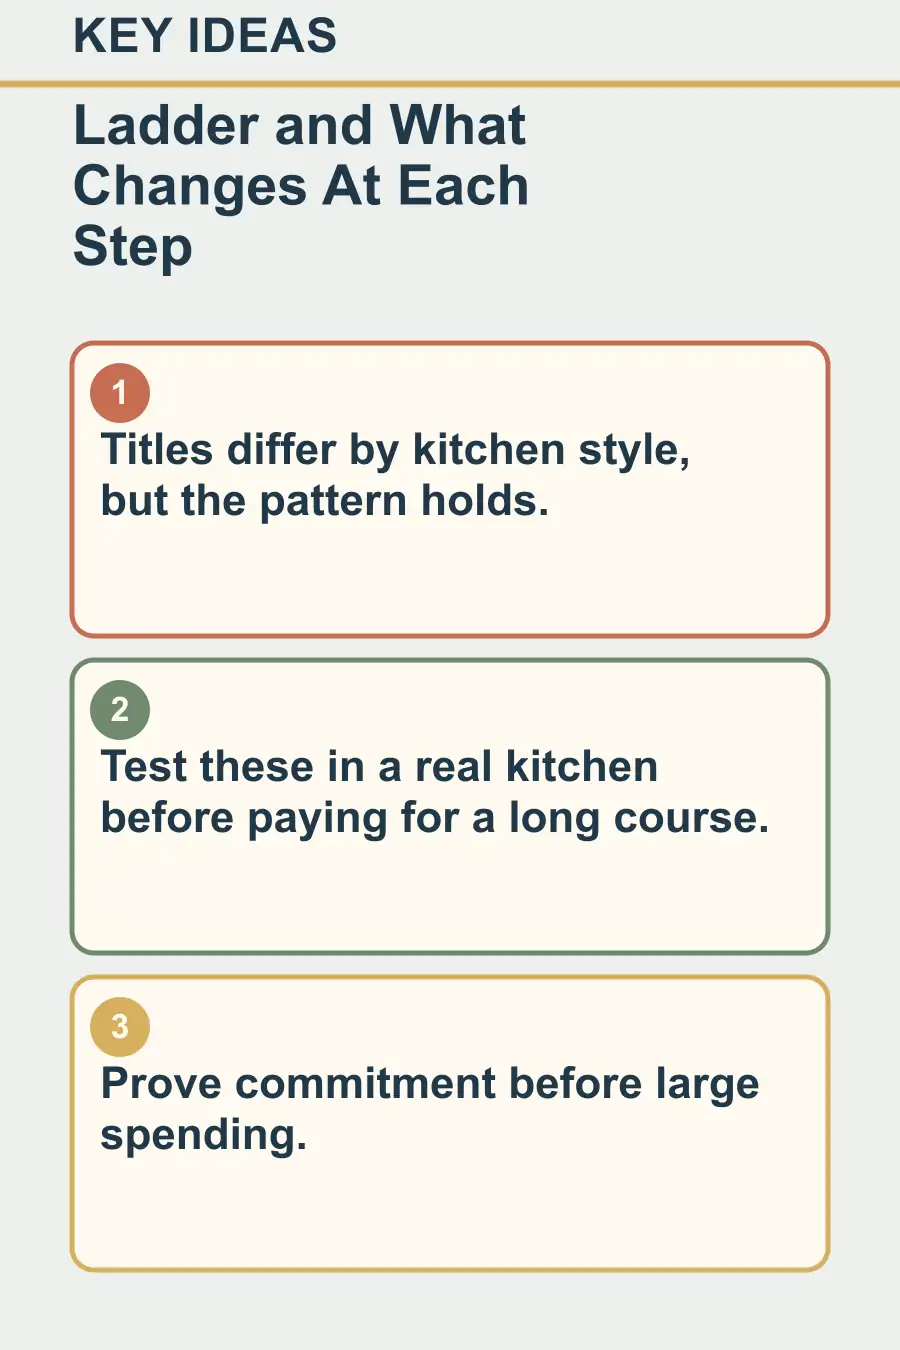 KEY IDEAS
Ladder and What
Changes At Each
Step
1
Titles differ by kitchen style,
but the pattern holds.
2
Test these in a real kitchen
before paying for a long course.
3
Prove commitment before large
spending.